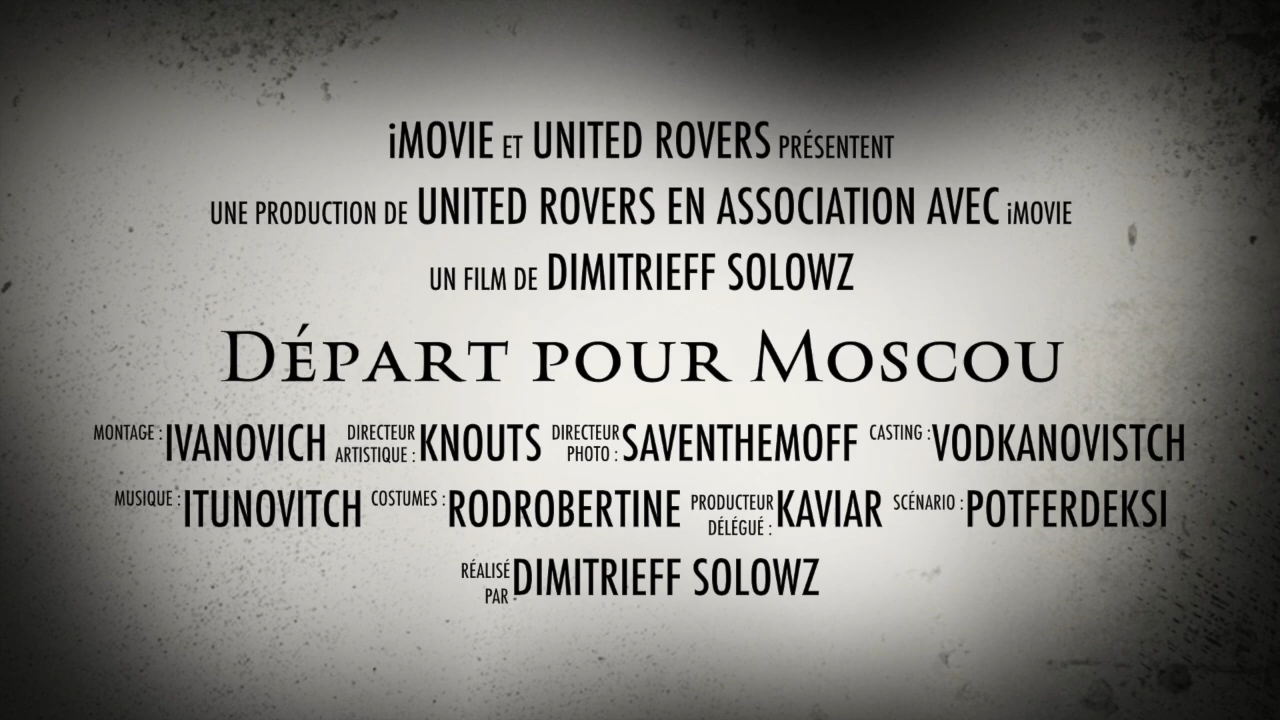 iMOVIE ET UNITED ROVERS PRÉSENTENT
UNE PRODUCTION DE UNITED ROVERS EN ASSOCIATION AVEC iMOVIE
UN FILM DE DIMITRIEFF SOLOWZ
DÉPART POUR MOSCOU
MONTAGE : IVANOVICH DIRECTEUR ARTISTIQUE : KNOUTS DIRECTEUR PHOTO : SAVENTHEMOFF CASTING : VODKANOVISTCH
MUSIQUE : ITUNOVITCH COSTUMES : RODROBERTINE PRODUCTEUR DÉLÉGUÉ : KAVIAR SCÉNARIO : POTFERDEKSI
RÉALISÉ PAR DIMITRIEFF SOLOWZ